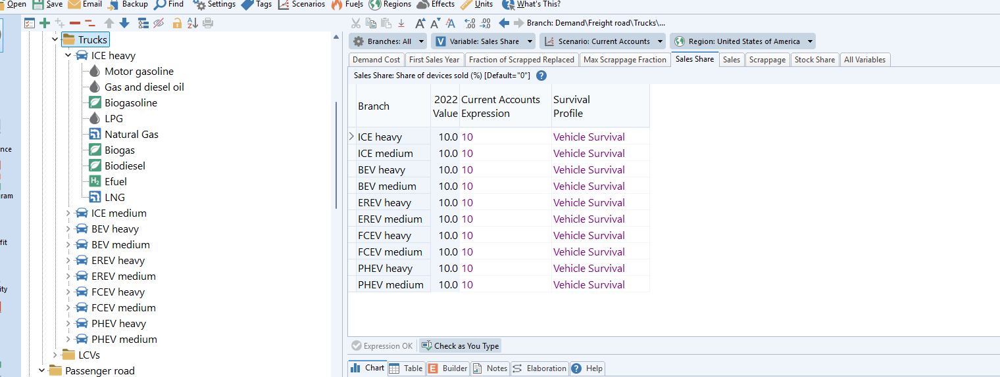 Open Save Email Backup Find Settings Tags Scenarios Fuels Regions Effects Units What's This?
Branch: Demand\Freight road\Trucks\...
Trucks
ICE heavy
Motor gasoline
Gas and diesel oil
Biogasoline
LPG
Natural Gas
Biogas
Biodiesel
H₂ Efuel
LNG
ICE medium
BEV heavy
BEV medium
EREV heavy
EREV medium
FCEV heavy
FCEV medium
PHEV heavy
PHEV medium
LCVs
Passenger road
Branches: All V Variable: Sales Share Scenario: Current Accounts Region: United States of America
Demand Cost First Sales Year Fraction of Scrapped Replaced Max Scrappage Fraction Sales Share Sales Scrappage Stock Share All Variables
Sales Share: Share of devices sold (%) [Default="0"] ?
Branch 2022 Value Current Accounts Expression Survival Profile
ICE heavy 10.0 10 Vehicle Survival
ICE medium 10.0 10 Vehicle Survival
BEV heavy 10.0 10 Vehicle Survival
BEV medium 10.0 10 Vehicle Survival
EREV heavy 10.0 10 Vehicle Survival
EREV medium 10.0 10 Vehicle Survival
FCEV heavy 10.0 10 Vehicle Survival
FCEV medium 10.0 10 Vehicle Survival
PHEV heavy 10.0 10 Vehicle Survival
PHEV medium 10.0 10 Vehicle Survival
Expression OK Check as You Type
Chart Table E Builder Notes Elaboration ? Help